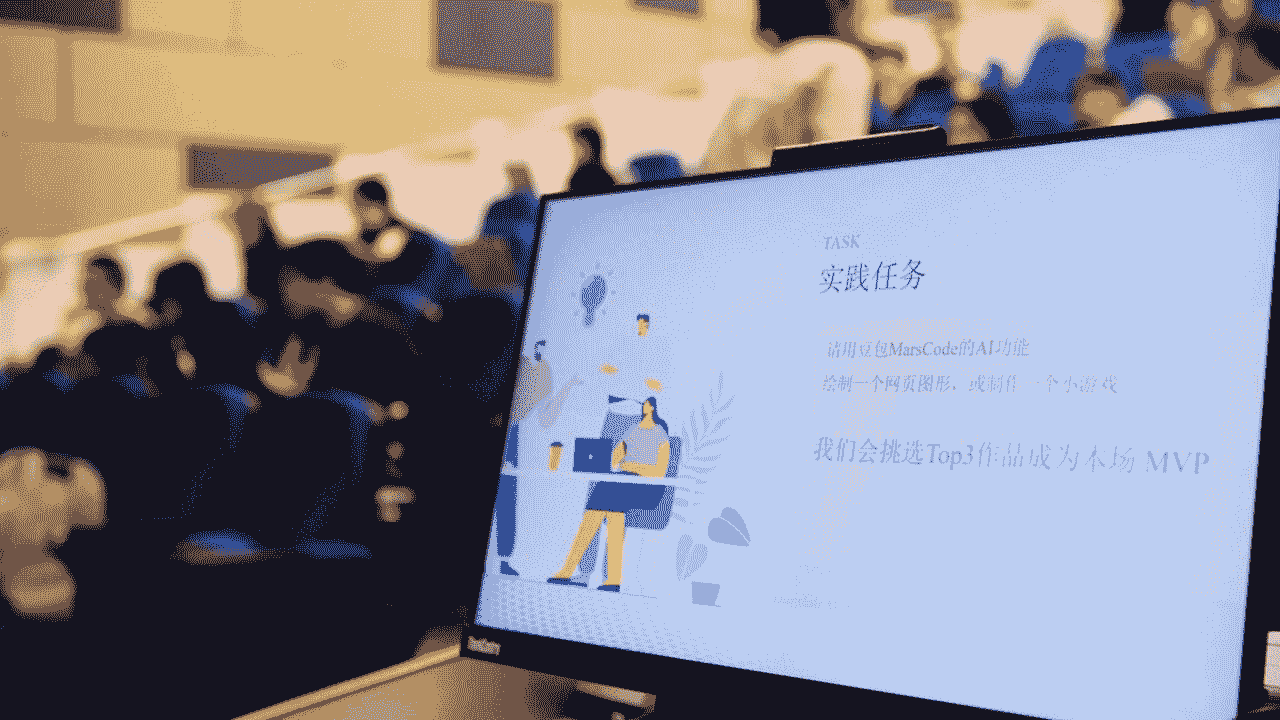 TASK
实践任务
请用豆包MarsCode的AI功能
绘制一个网页图形，或制作一个小游戏
我们会挑选Top3作品成为本场 MVP